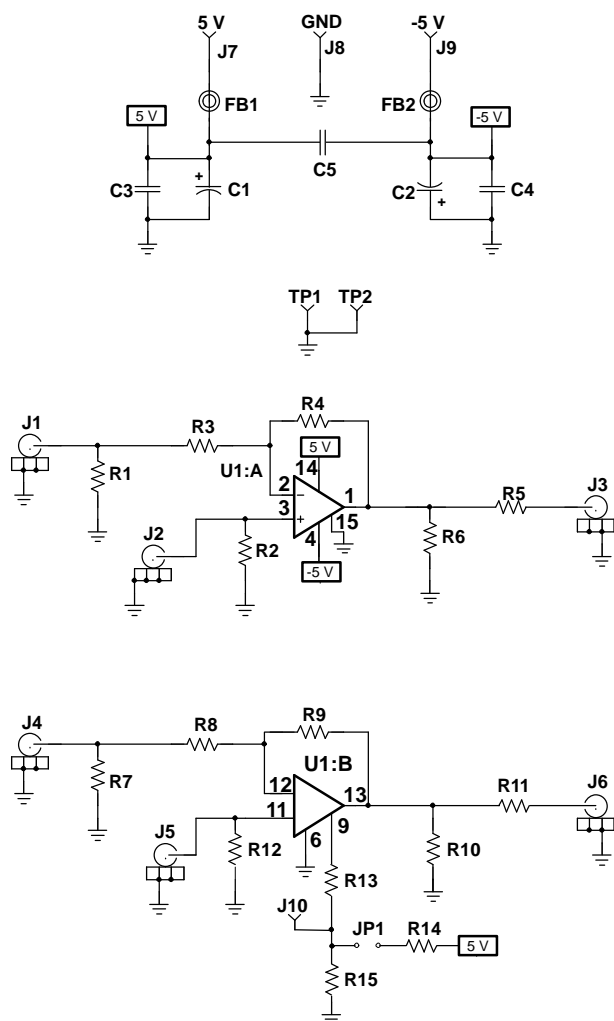 5 V GND -5 V
J7 J8 J9
FB1 FB2
5 V -5 V
C5
C3 + C1 C2 + C4
TP1 TP2
J1 R3 R4
5 V
R1 U1:A 14
2 − 1 R5 J3
3 + 15
J2 R2 4 R6
-5 V
J4 R8 R9
U1:B
R7 12 13 R11 J6
11
J5 R12 6 9 R10
R13
J10
JP1 R14 5 V
R15